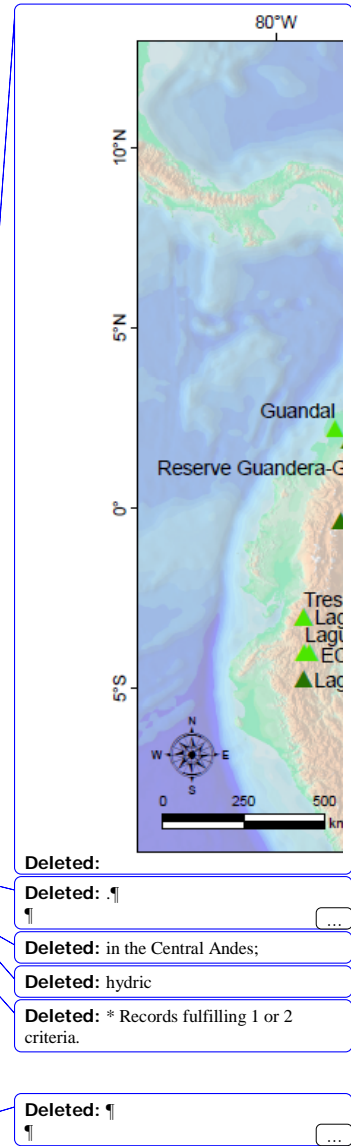 80°W
10°N
5°N
Guandal
Reserve Guandera-G
0°
Tres
Lag
Lagu
EC
5°S
Lag
N
W E
S
0 250 500
km
Deleted:
Deleted: .¶
¶
...
Deleted: in the Central Andes;
Deleted: hydric
Deleted: * Records fulfilling 1 or 2
criteria.
Deleted: ¶
¶
...